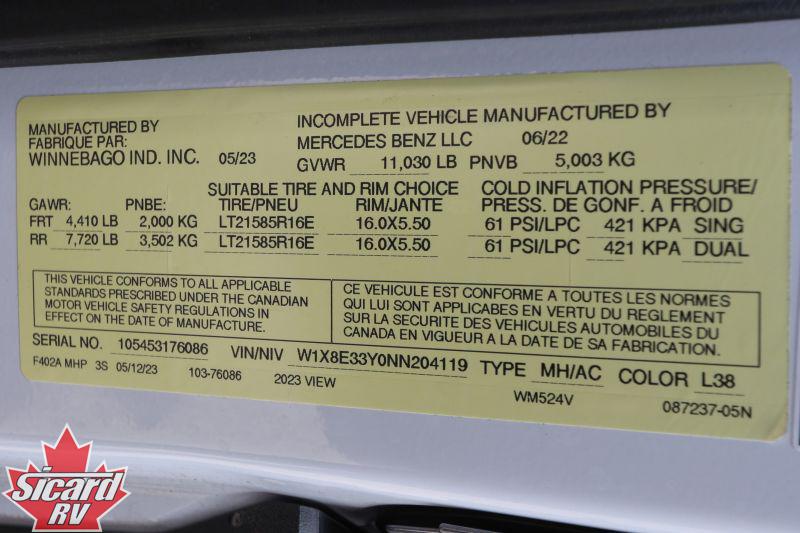 MANUFACTURED BY
FABRIQUE PAR:
WINNEBAGO IND. INC. 05/23
INCOMPLETE VEHICLE MANUFACTURED BY
MERCEDES BENZ LLC 06/22
GVWR 11,030 LB PNVB 5,003 KG
GAWR: PNBE: SUITABLE TIRE AND RIM CHOICE COLD INFLATION PRESSURE/
TIRE/PNEU RIM/JANTE PRESS. DE GONF. A FROID
FRT 4,410 LB 2,000 KG LT21585R16E 16.0X5.50 61 PSI/LPC 421 KPA SING
RR 7,720 LB 3,502 KG LT21585R16E 16.0X5.50 61 PSI/LPC 421 KPA DUAL
THIS VEHICLE CONFORMS TO ALL APPLICABLE
STANDARDS PRESCRIBED UNDER THE CANADIAN
MOTOR VEHICLE SAFETY REGULATIONS IN
EFFECT ON THE DATE OF MANUFACTURE.
CE VEHICULE EST CONFORME A TOUTES LES NORMES
QUI LUI SONT APPLICABES EN VERTU DU REGLEMENT
SUR LA SECURITE DES VEHICULES AUTOMOBILES DU
CANADA EN VIGUEUR A LA DATE DE SA FABRICATION.
SERIAL NO. 105453176086 VIN/NIV W1X8E33Y0NN204119 TYPE MH/AC COLOR L38
F402A MHP 3S 05/12/23 103-76086 2023 VIEW WM524V 087237-05N
Sicard
RV